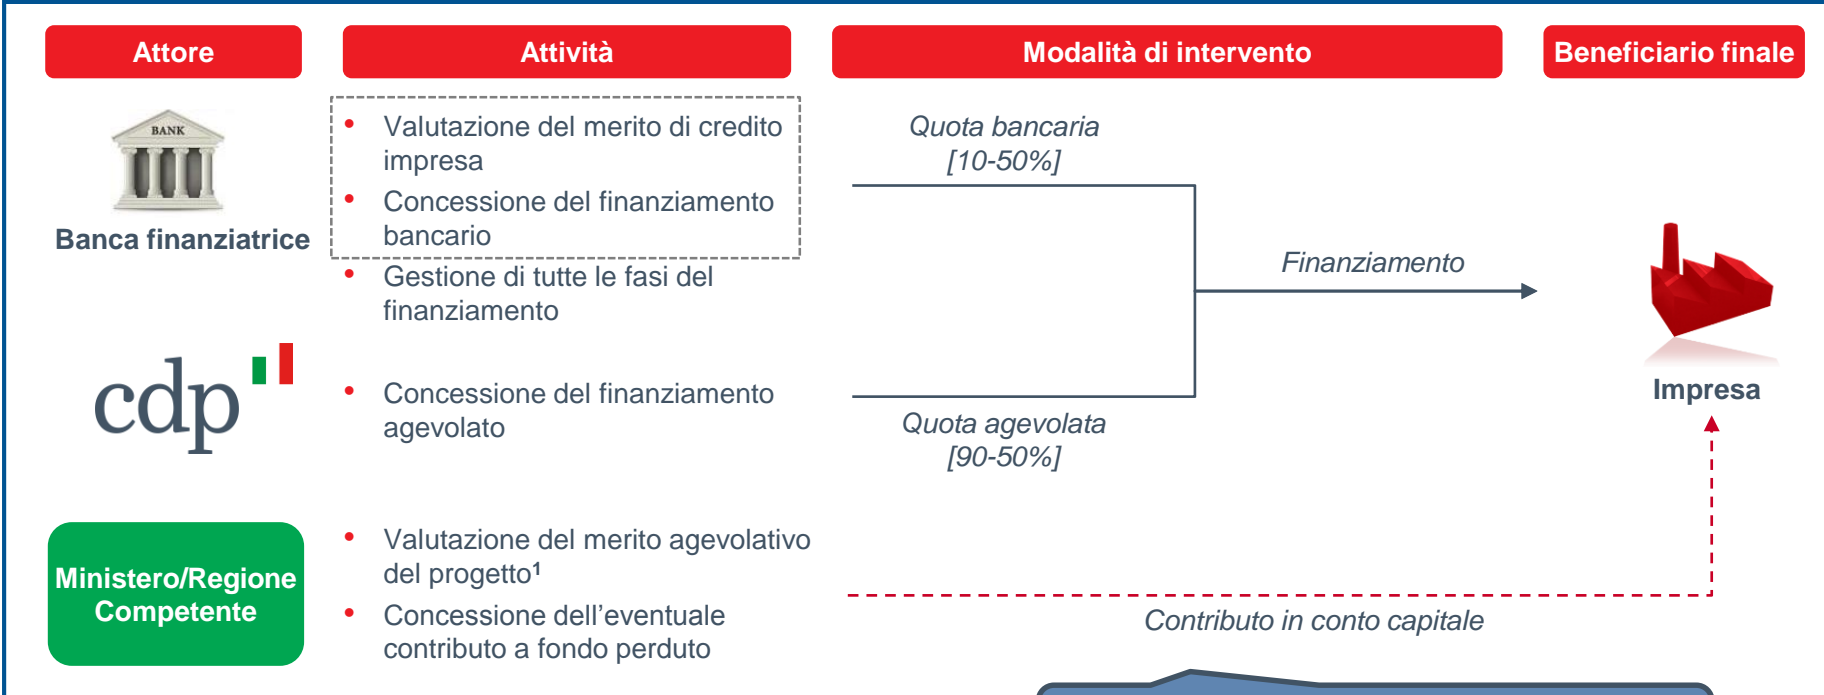 Attore
Attività
Modalità di intervento
Beneficiario finale
BANK
Banca finanziatrice
• Valutazione del merito di credito
impresa
• Concessione del finanziamento
bancario
• Gestione di tutte le fasi del
finanziamento
Quota bancaria
[10-50%]
Finanziamento
Impresa
cdp
• Concessione del finanziamento
agevolato
Quota agevolata
[90-50%]
Ministero/Regione
Competente
• Valutazione del merito agevolativo
del progetto¹
• Concessione dell’eventuale
contributo a fondo perduto
Contributo in conto capitale